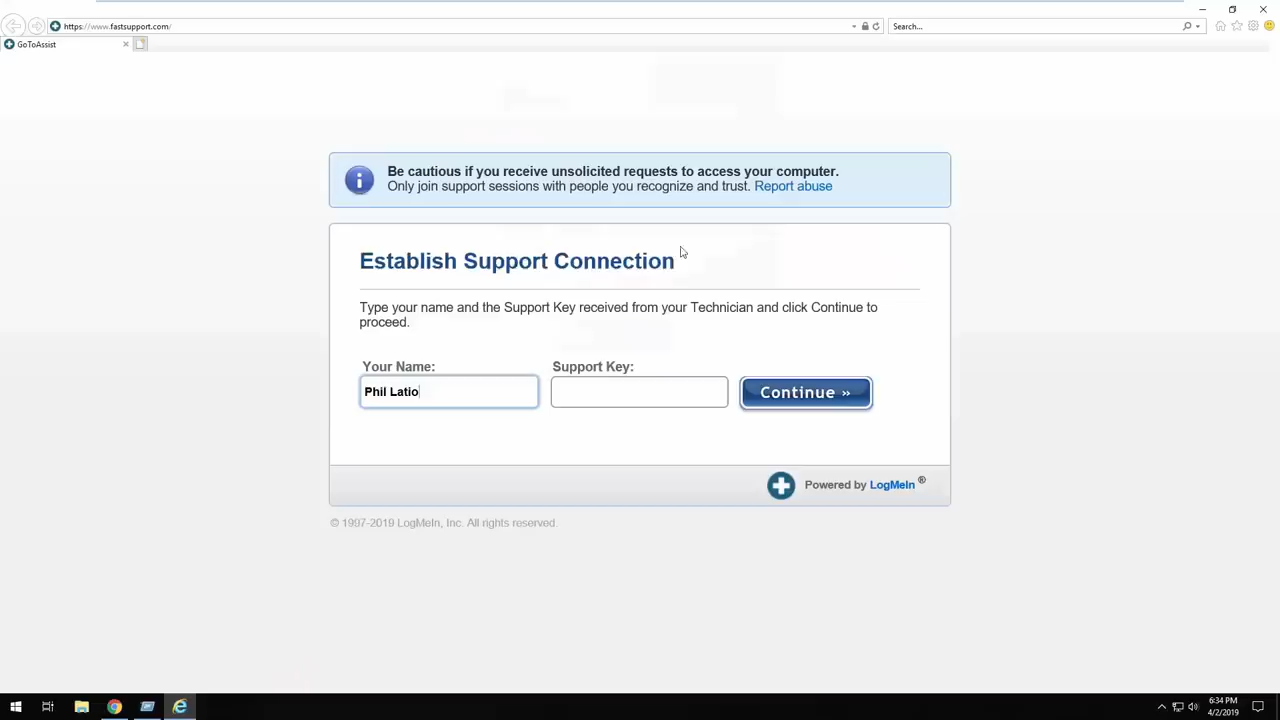 https://www.fastsupport.com/
Search...
GoToAssist
Be cautious if you receive unsolicited requests to access your computer.
Only join support sessions with people you recognize and trust. Report abuse
Establish Support Connection
Type your name and the Support Key received from your Technician and click Continue to
proceed.
Your Name:
Support Key:
Phil Latio
Continue »
Powered by LogMeIn ®
© 1997-2019 LogMeIn, Inc. All rights reserved.
6:34 PM
4/2/2019